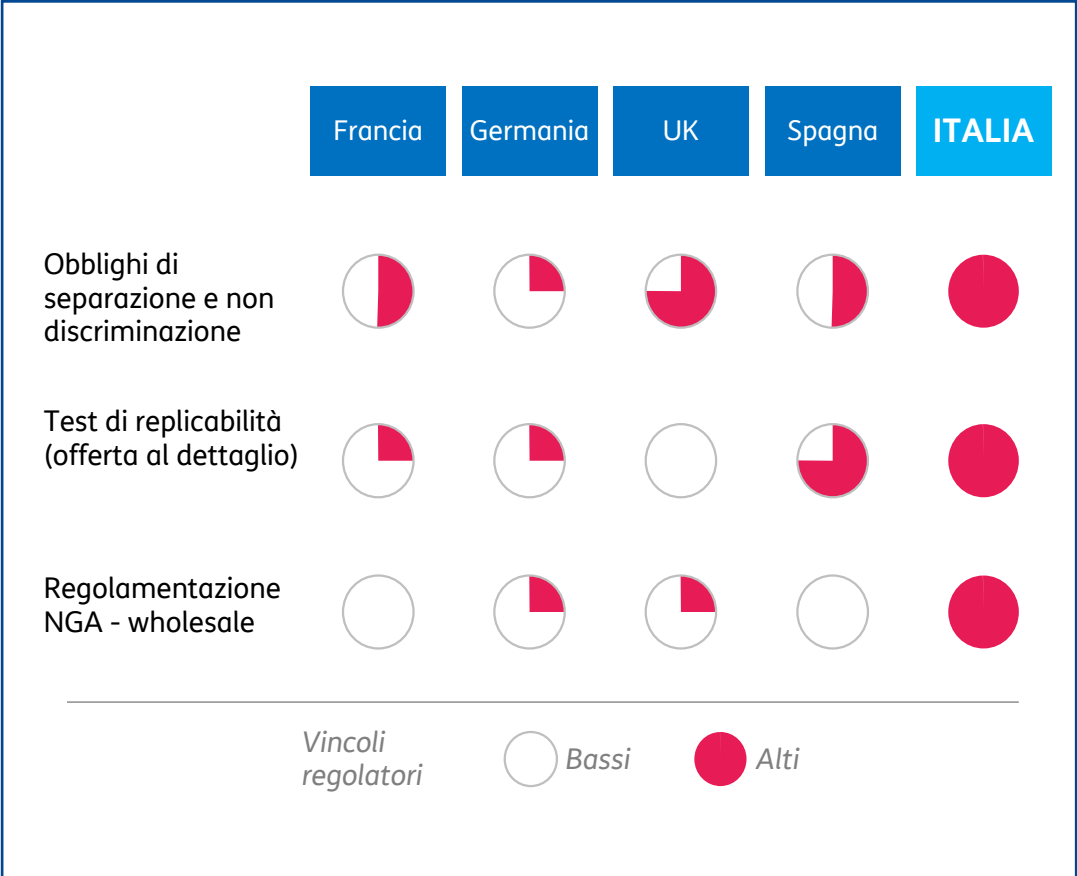 Francia
Germania
UK
Spagna
ITALIA
Obblighi di
separazione e non
discriminazione
Test di replicabilità
(offerta al dettaglio)
Regolamentazione
NGA - wholesale
Vincoli
regolatori
Bassi
Alti